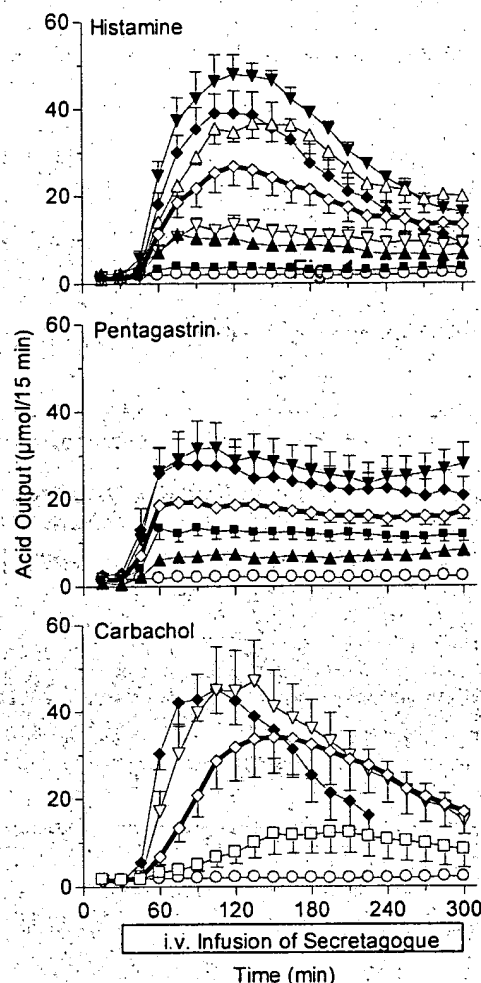 60
Histamine
40
20
0
60
Pentagastrin
40
20
0
60
Carbachol
40
20
0
Acid Output (µmol/15 min)
0 60 120 180 240 300
i.v. Infusion of Secretagogue
Time (min)